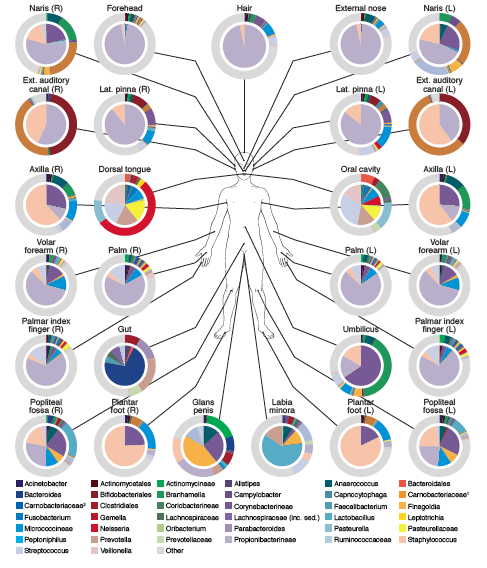 Naris (R) Forehead Hair External nose Naris (L)
Ext. auditory
canal (R) Lat. pinna (R) Lat. pinna (L) Ext. auditory
canal (L)
Axilla (R) Dorsal tongue Oral cavity Axilla (L)
Volar
forearm (R) Palm (R) Palm (L) Volar
forearm (L)
Palmar index
finger (R) Gut Umbilicus Palmar index
finger (L)
Popliteal
fossa (R) Plantar
foot (R) Glans
penis Labia
minora Plantar
foot (L) Popliteal
fossa (L)
Acinetobacter Actinomycetales Actinomycineae Alistipes Anaerococcus Bacteroidales
Bacteroides Bifidobacteriales Branhamella Campylobacter Capnocytophaga Carnobacteriaceae¹
Carnobacteriaceae² Clostridiales Coriobacterineae Corynebacterineae Faecalibacterium Finegoldia
Fusobacterium Gemella Lachnospiraceae Lachnospiraceae (inc. sed.) Lactobacillus Leptotrichia
Micrococcineae Neisseria Oribacterium Parabacteroides Pasteurella Pasteurellaceae
Peptoniphilus Prevotella Prevotellaceae Propionibacterineae Ruminococcaceae Staphylococcus
Streptococcus Veillonella Other